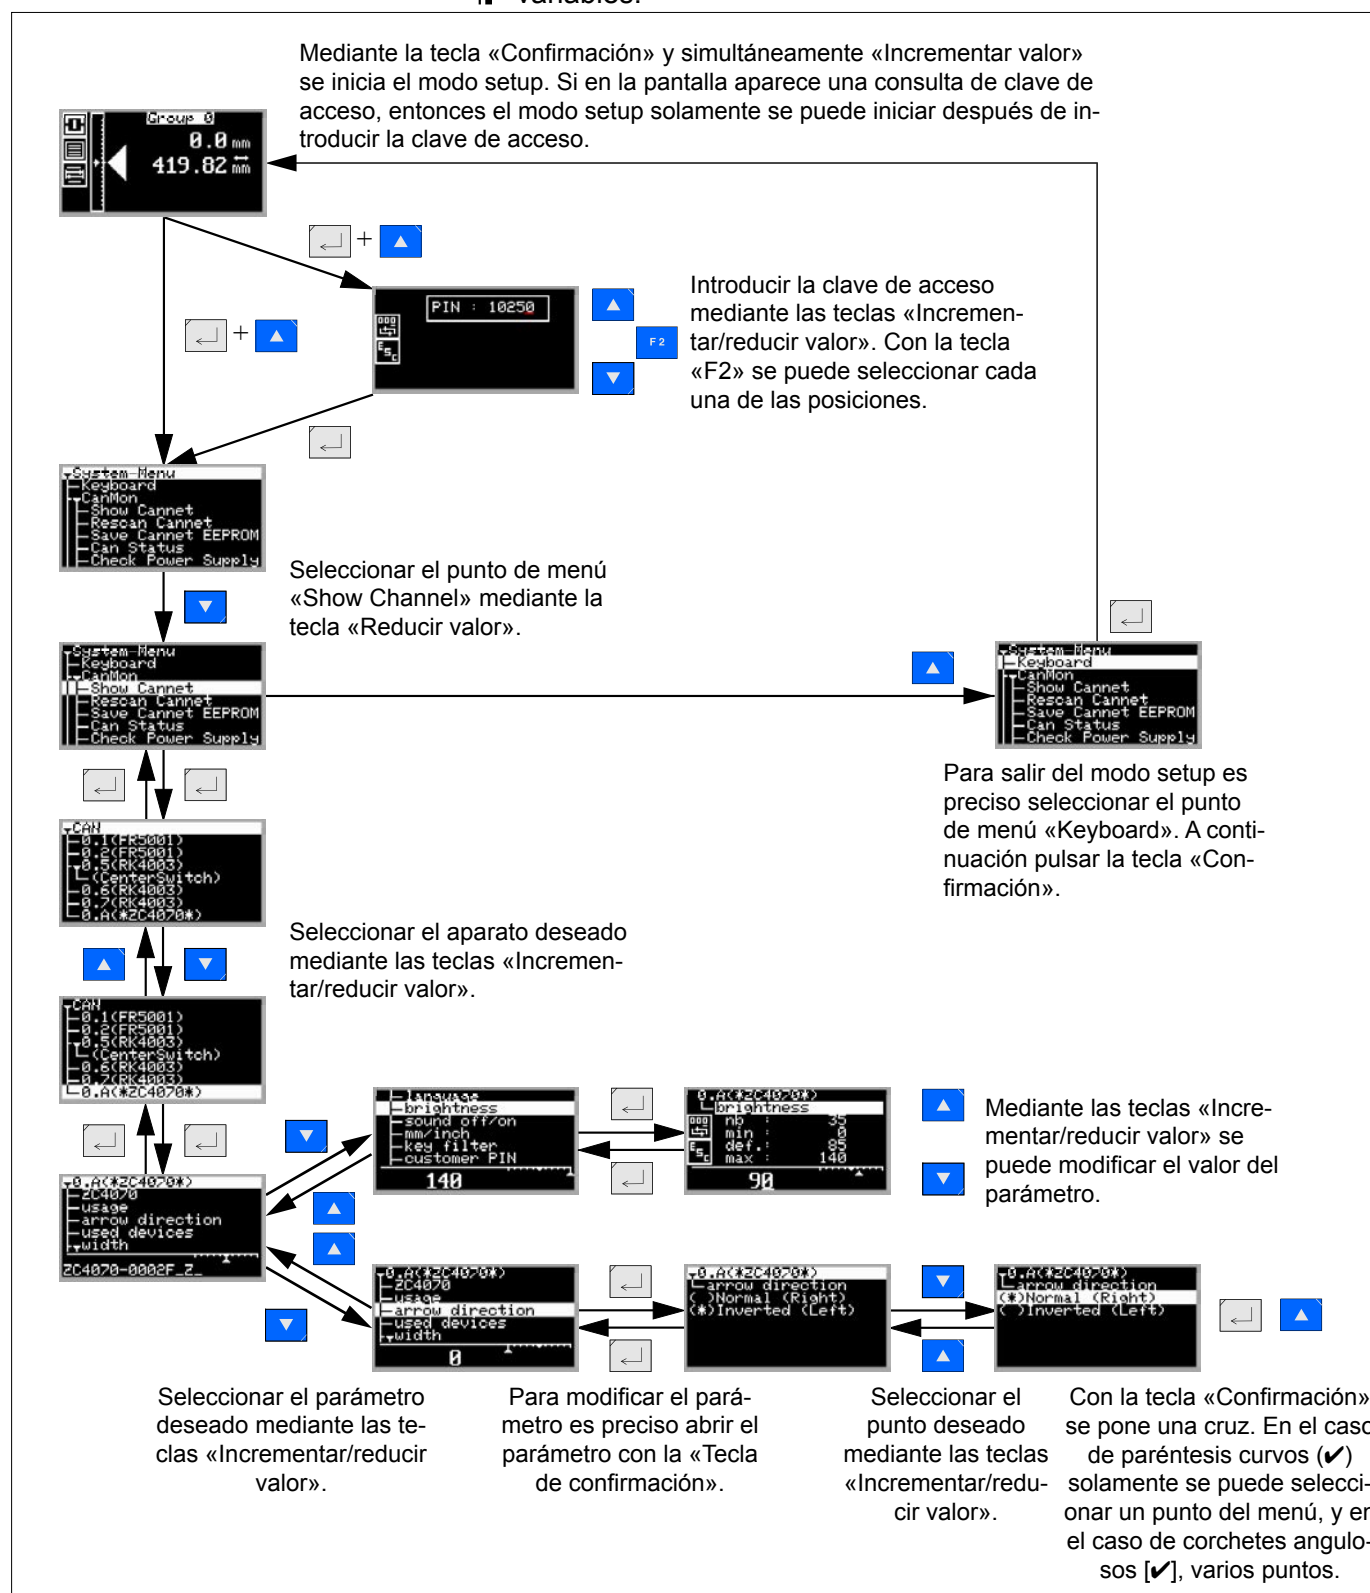 variables.
Mediante la tecla «Confirmación» y simultáneamente «Incrementar valor»
se inicia el modo setup. Si en la pantalla aparece una consulta de clave de
acceso, entonces el modo setup solamente se puede iniciar después de in-
troducir la clave de acceso.
Group 0
0.0 mm
419.82 mm
+
PIN : 10250
Esc
F2
Introducir la clave de acceso
mediante las teclas «Incremen-
tar/reducir valor». Con la tecla
«F2» se puede seleccionar cada
una de las posiciones.
+
System-Menu
Keyboard
CanMon
Show Cannet
Rescan Cannet
Save Cannet EEPROM
Can Status
Check Power Supply
Seleccionar el punto de menú
«Show Channel» mediante la
tecla «Reducir valor».
System-Menu
Keyboard
CanMon
Show Cannet
Rescan Cannet
Save Cannet EEPROM
Can Status
Check Power Supply
System-Menu
Keyboard
CanMon
Show Cannet
Rescan Cannet
Save Cannet EEPROM
Can Status
Check Power Supply
Para salir del modo setup es
preciso seleccionar el punto
de menú «Keyboard». A conti-
nuación pulsar la tecla «Con-
firmación».
CAN
0.1(FR5001)
0.2(FR5001)
0.5(RK4003)
(CenterSwitch)
0.6(RK4003)
0.7(RK4003)
0.A(*ZC4070*)
Seleccionar el aparato deseado
mediante las teclas «Incremen-
tar/reducir valor».
CAN
0.1(FR5001)
0.2(FR5001)
0.5(RK4003)
(CenterSwitch)
0.6(RK4003)
0.7(RK4003)
0.A(*ZC4070*)
language
brightness
sound off/on
mm/inch
key filter
customer PIN
140
0.A(*ZC4070*)
brightness
nb : 35
min : 0
def.: 85
max : 140
Esc
90
Mediante las teclas «Incre-
mentar/reducir valor» se
puede modificar el valor del
parámetro.
0.A(*ZC4070*)
ZC4070
usage
arrow direction
used devices
width
ZC4070-0002F_Z_
0.A(*ZC4070*)
ZC4070
usage
arrow direction
used devices
width
0
0.A(*ZC4070*)
arrow direction
( )Normal (Right)
(*)Inverted (Left)
0.A(*ZC4070*)
arrow direction
(*)Normal (Right)
( )Inverted (Left)
Seleccionar el parámetro
deseado mediante las te-
clas «Incrementar/reducir
valor».
Para modificar el pará-
metro es preciso abrir el
parámetro con la «Tecla
de confirmación».
Seleccionar el
punto deseado
mediante las teclas
«Incrementar/redu-
cir valor».
Con la tecla «Confirmación»
se pone una cruz. En el caso
de paréntesis curvos (✔)
solamente se puede selecci-
onar un punto del menú, y en
el caso de corchetes angulo-
sos [✔], varios puntos.